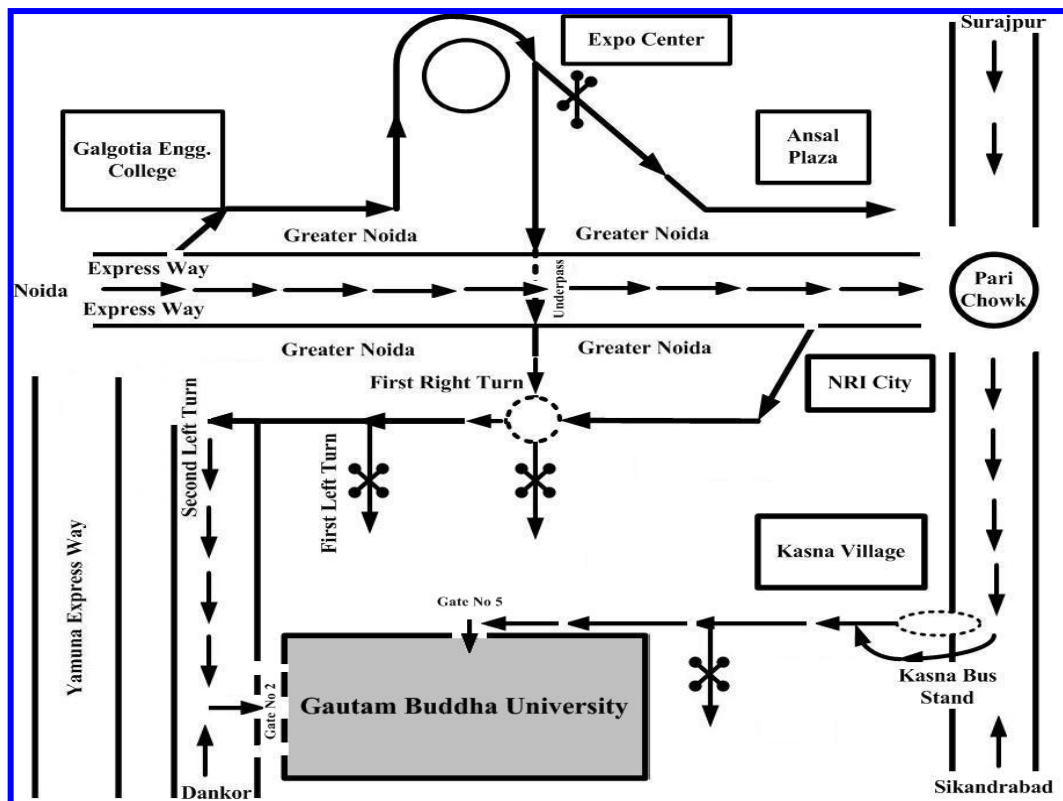 Surajpur
Expo Center
Galgotia Engg.
College
Ansal
Plaza
Greater Noida
Greater Noida
Express Way
Noida
Express Way
Underpass
Pari
Chowk
Greater Noida
Greater Noida
First Right Turn
NRI City
Second Left Turn
First Left Turn
Yamuna Express Way
Kasna Village
Gate No 5
Kasna Bus
Stand
Gate No 2
Gautam Buddha University
Dankor
Sikandrabad